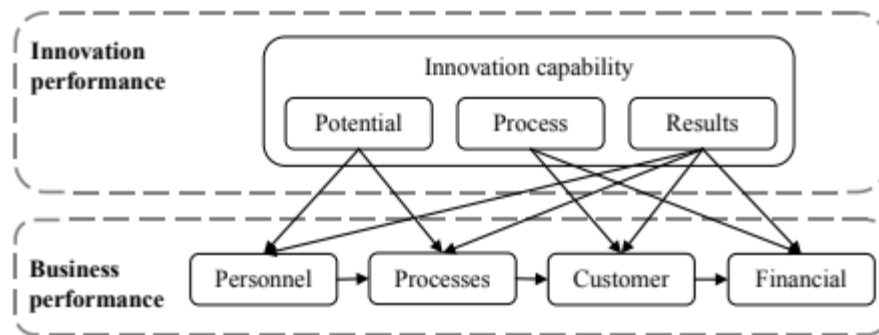 Innovation
performance
Innovation capability
Potential
Process
Results
Business
performance
Personnel
Processes
Customer
Financial